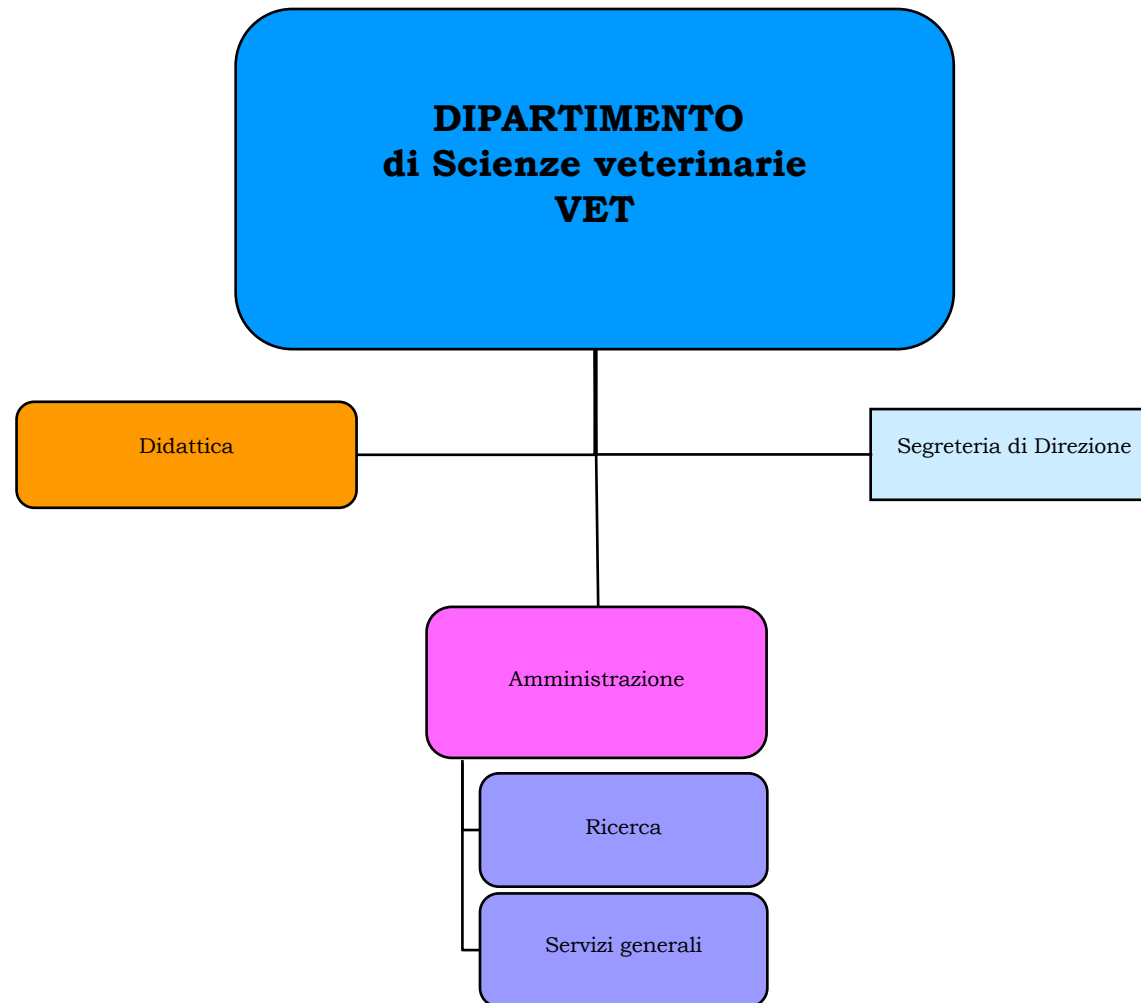 DIPARTIMENTO
di Scienze veterinarie
VET
Didattica
Segreteria di Direzione
Amministrazione
Ricerca
Servizi generali